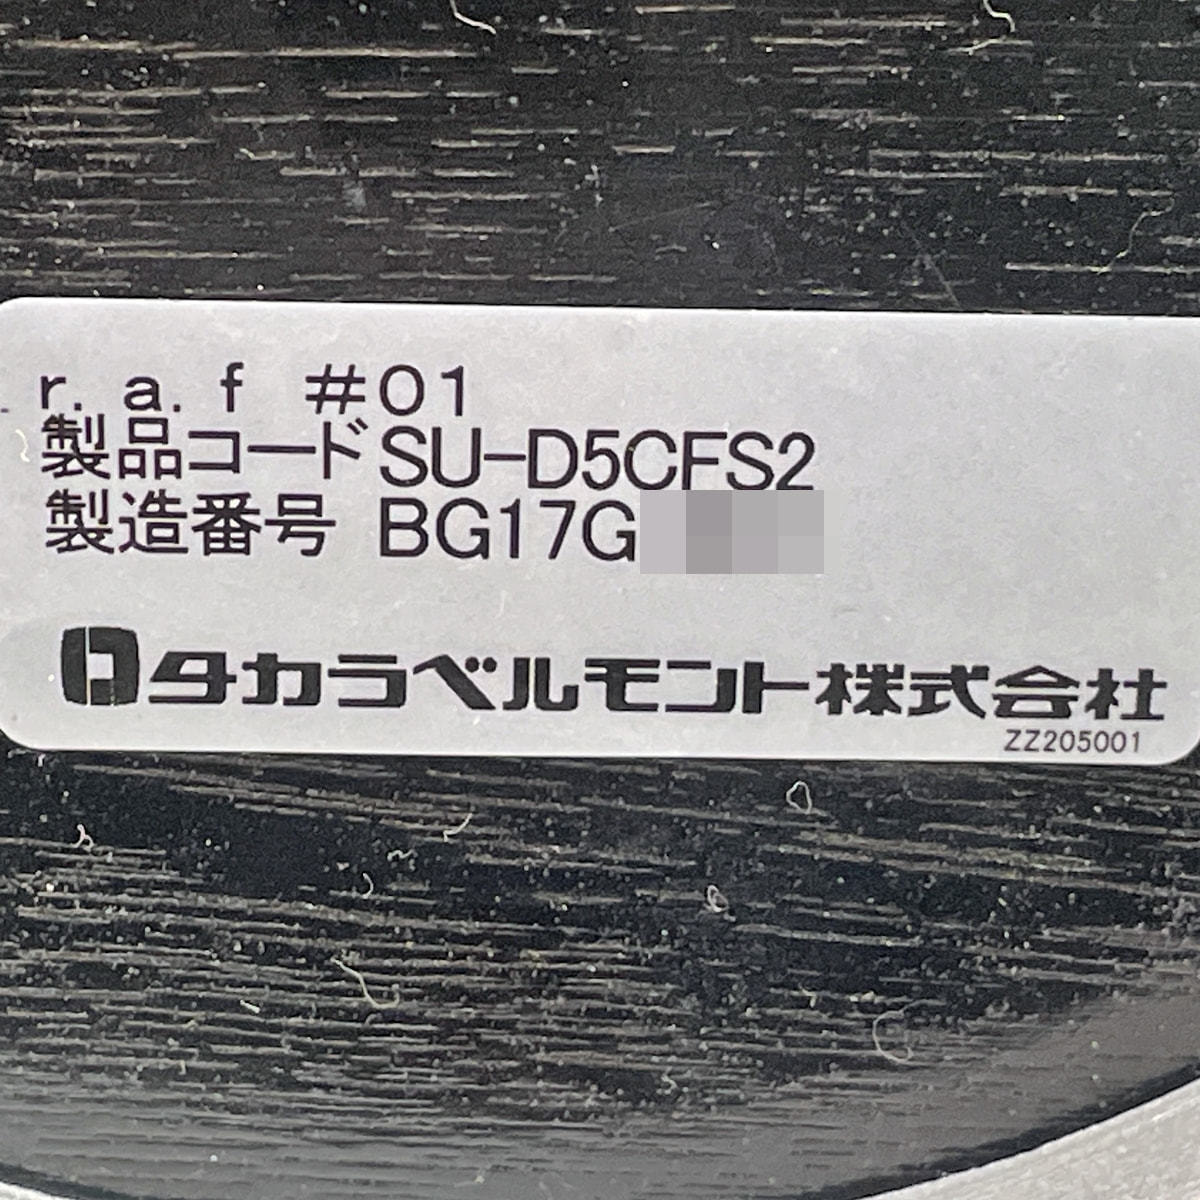 r.a.f #01
製品コード SU-D5CFS2
製造番号 BG17G
タカラベルモント株式会社
ZZ205001